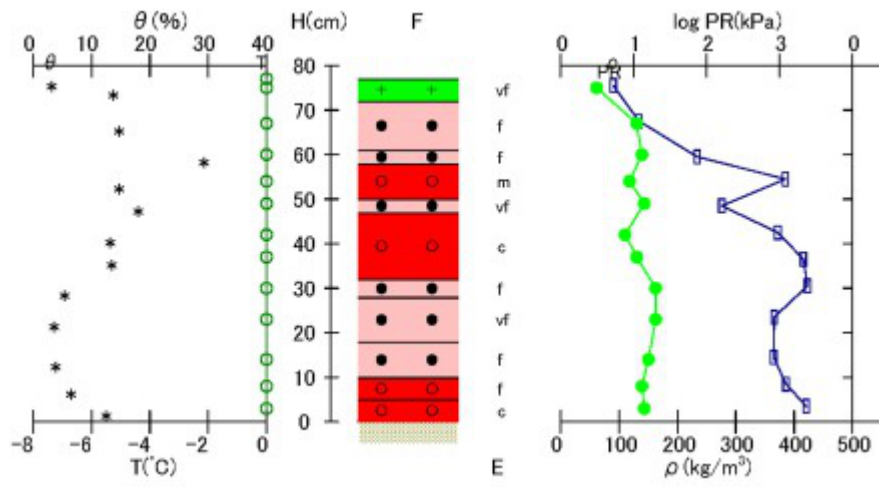 θ (%) H(cm) F log PR(kPa)
0 10 20 30 40 0 1 2 3 0
θ T 80 ρ PR
vf
70
f
60 f
m
50
vf
40 c
30 f
20 vf
f
10
f
0 c
-8 -4 0 0 100 200 300 400 500
T(°C) E ρ (kg/m³)